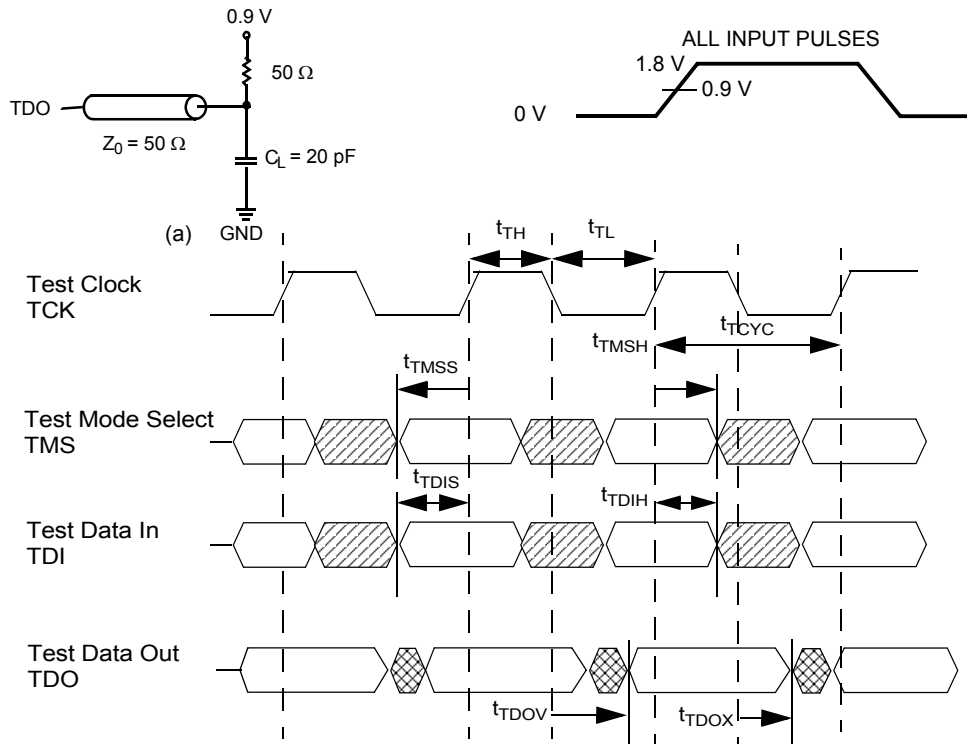 0.9 V
50 Ω
TDO
Z0 = 50 Ω
CL = 20 pF
(a) GND
ALL INPUT PULSES
1.8 V
0.9 V
0 V
tTH
tTL
Test Clock
TCK
tTCYC
tTMSH
tTMSS
Test Mode Select
TMS
tTDIS
tTDIH
Test Data In
TDI
Test Data Out
TDO
tTDOV
tTDOX